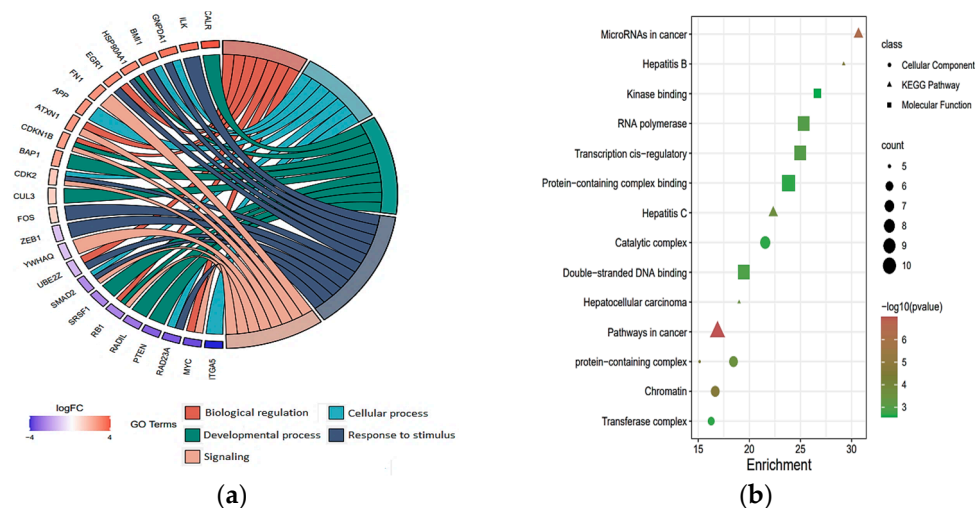 CALR
ILK
GNPDA1
BMI1
HSP90AA1
EGR1
FN1
APP
ATXN1
CDKN1B
BAP1
CDK2
CUL3
FOS
ZEB1
YWHAQ
UBE2Z
SMAD2
SRSF1
RB1
RADIL
PTEN
RAD23A
MYC
ITGA5
logFC
−4 4
GO Terms
Biological regulation
Cellular process
Developmental process
Response to stimulus
Signaling
(a)
MicroRNAs in cancer
Hepatitis B
Kinase binding
RNA polymerase
Transcription cis−regulatory
Protein−containing complex binding
Hepatitis C
Catalytic complex
Double−stranded DNA binding
Hepatocellular carcinoma
Pathways in cancer
protein−containing complex
Chromatin
Transferase complex
15 20 25 30
Enrichment
class
Cellular Component
KEGG Pathway
Molecular Function
count
5
6
7
8
9
10
−log10(pvalue)
7
6
5
4
3
(b)